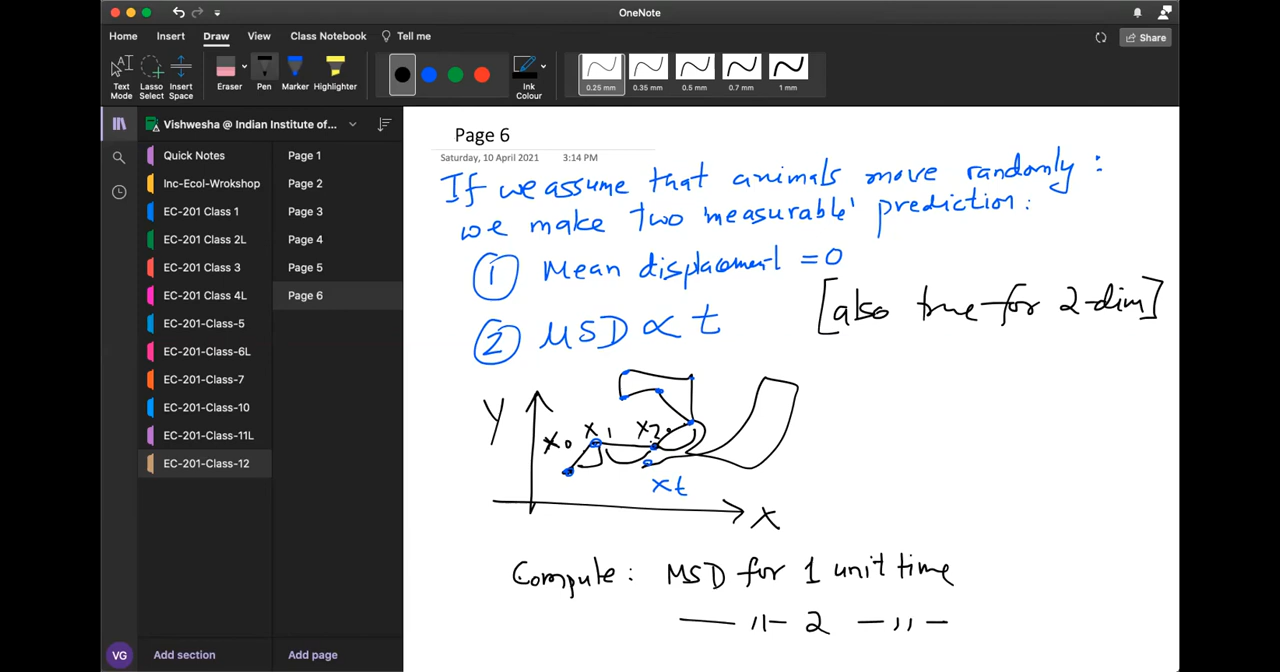 OneNote
Home Insert Draw View Class Notebook Tell me
Share
Text Mode
Lasso Select
Insert Space
Eraser
Pen
Marker
Highlighter
Ink Colour
0.25 mm
0.35 mm
0.5 mm
0.7 mm
1 mm
Vishwesha @ Indian Institute of...
Quick Notes
Inc-Ecol-Wrokshop
EC-201 Class 1
EC-201 Class 2L
EC-201 Class 3
EC-201 Class 4L
EC-201-Class-5
EC-201-Class-6L
EC-201-Class-7
EC-201-Class-10
EC-201-Class-11L
EC-201-Class-12
Page 1
Page 2
Page 3
Page 4
Page 5
Page 6
VG
Add section
Add page
Page 6
Saturday, 10 April 2021 3:14 PM
If we assume that animals move randomly :
we make two 'measurable' prediction:
① Mean displacement = 0
[also true for 2-dim]
② MSD ∝ t
Y
X0 X1 X2
Xt
X
Compute : MSD for 1 unit time
— 〃 — 2 — 〃 —